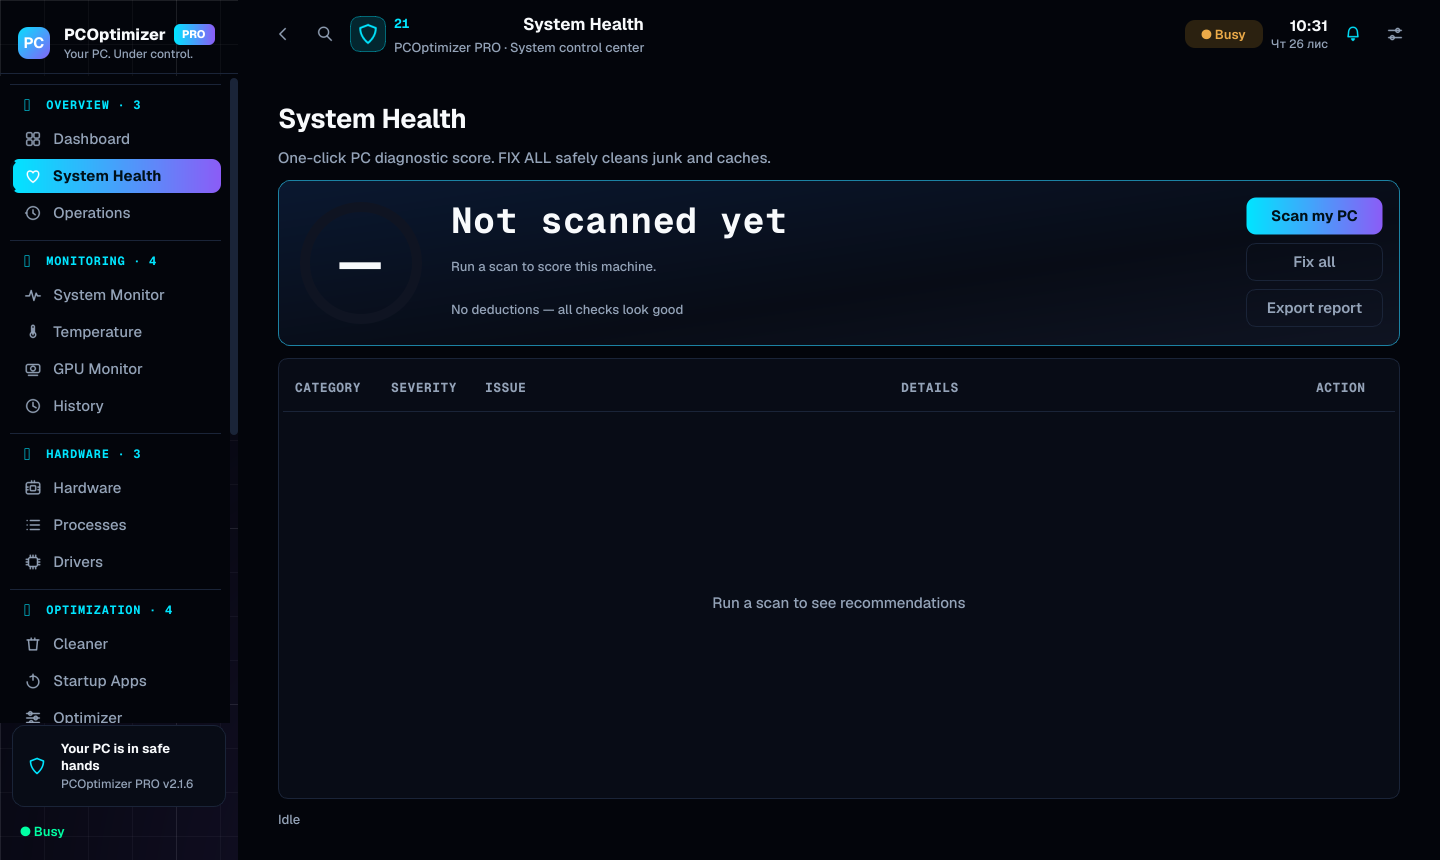 PC
PCOptimizer PRO
Your PC. Under control.
OVERVIEW · 3
Dashboard
System Health
Operations
MONITORING · 4
System Monitor
Temperature
GPU Monitor
History
HARDWARE · 3
Hardware
Processes
Drivers
OPTIMIZATION · 4
Cleaner
Startup Apps
Optimizer
Your PC is in safe
hands
PCOptimizer PRO v2.1.6
Busy
21 System Health
PCOptimizer PRO · System control center
Busy
10:31
Чт 26 лис
System Health
One-click PC diagnostic score. FIX ALL safely cleans junk and caches.
—
Not scanned yet
Run a scan to score this machine.
No deductions — all checks look good
Scan my PC
Fix all
Export report
CATEGORY SEVERITY ISSUE DETAILS ACTION
Run a scan to see recommendations
Idle